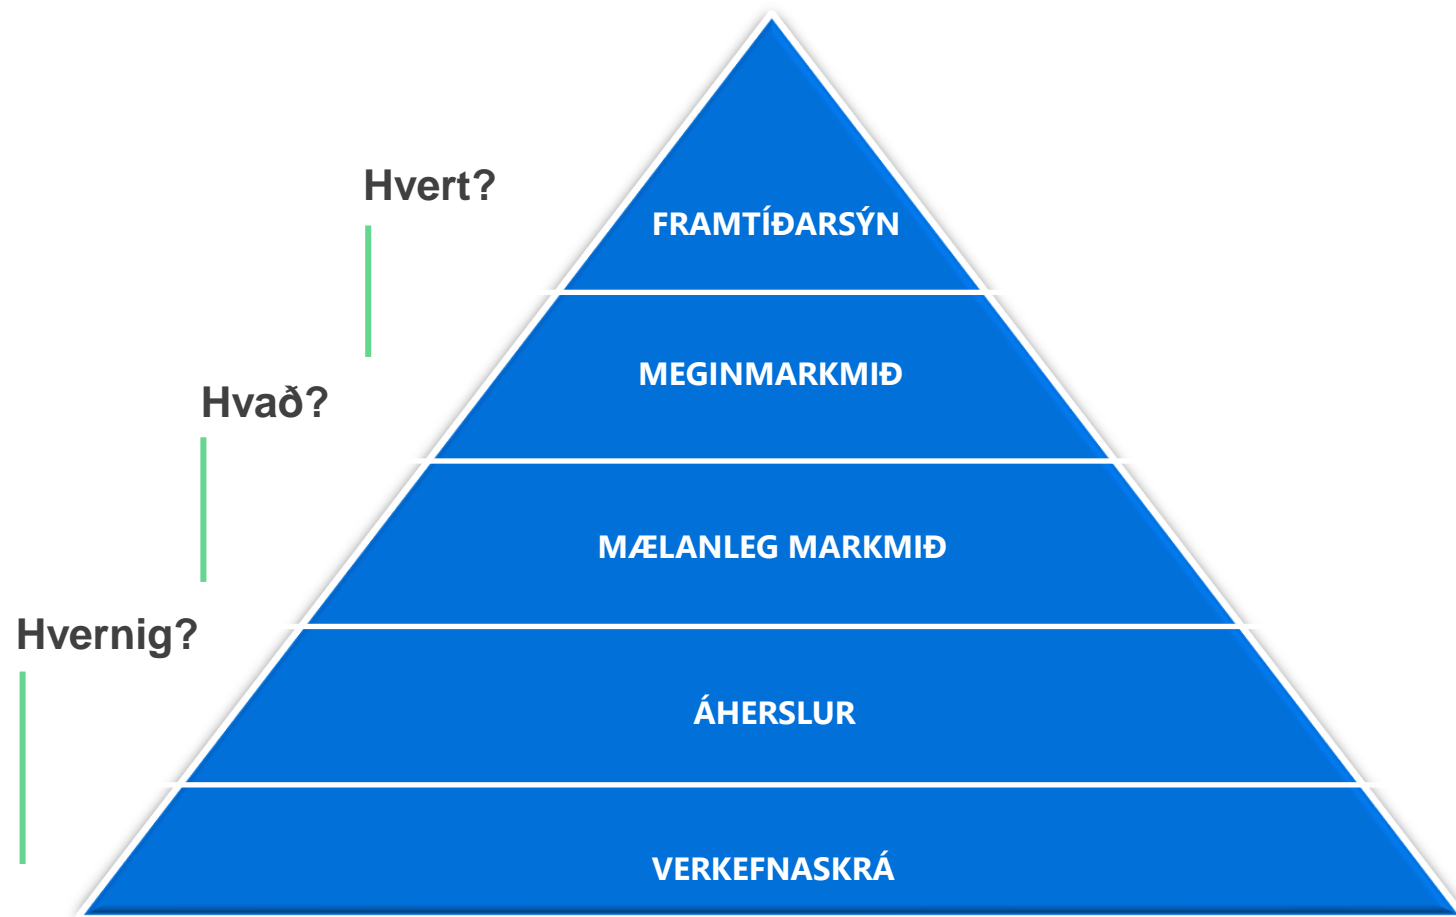 Hvert?
FRAMTÍÐARSÝN
MEGINMARKMIÐ
Hvað?
MÆLANLEG MARKMIÐ
Hvernig?
ÁHERSLUR
VERKEFNASKRÁ